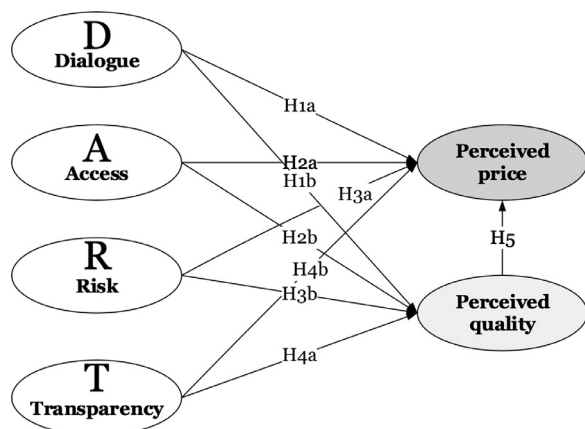 D
Dialogue
H1a
A
Access
H2a
H1b
Perceived
price
H3a
H2b
H5
R
Risk
H4b
H3b
Perceived
quality
H4a
T
Transparency